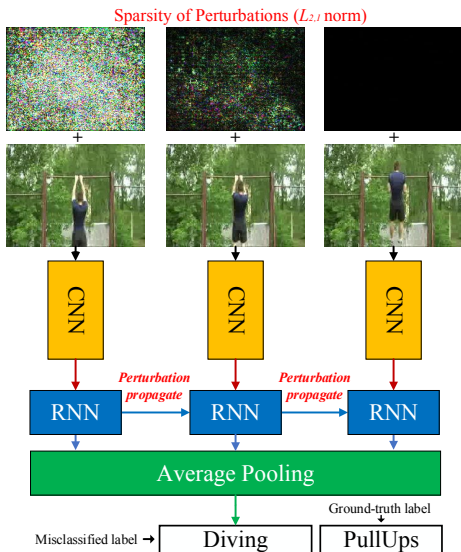 Sparsity of Perturbations (L2,1 norm)
+ + +
CNN CNN CNN
Perturbation propagate Perturbation propagate
RNN RNN RNN
Average Pooling
Ground-truth label
Misclassified label Diving PullUps